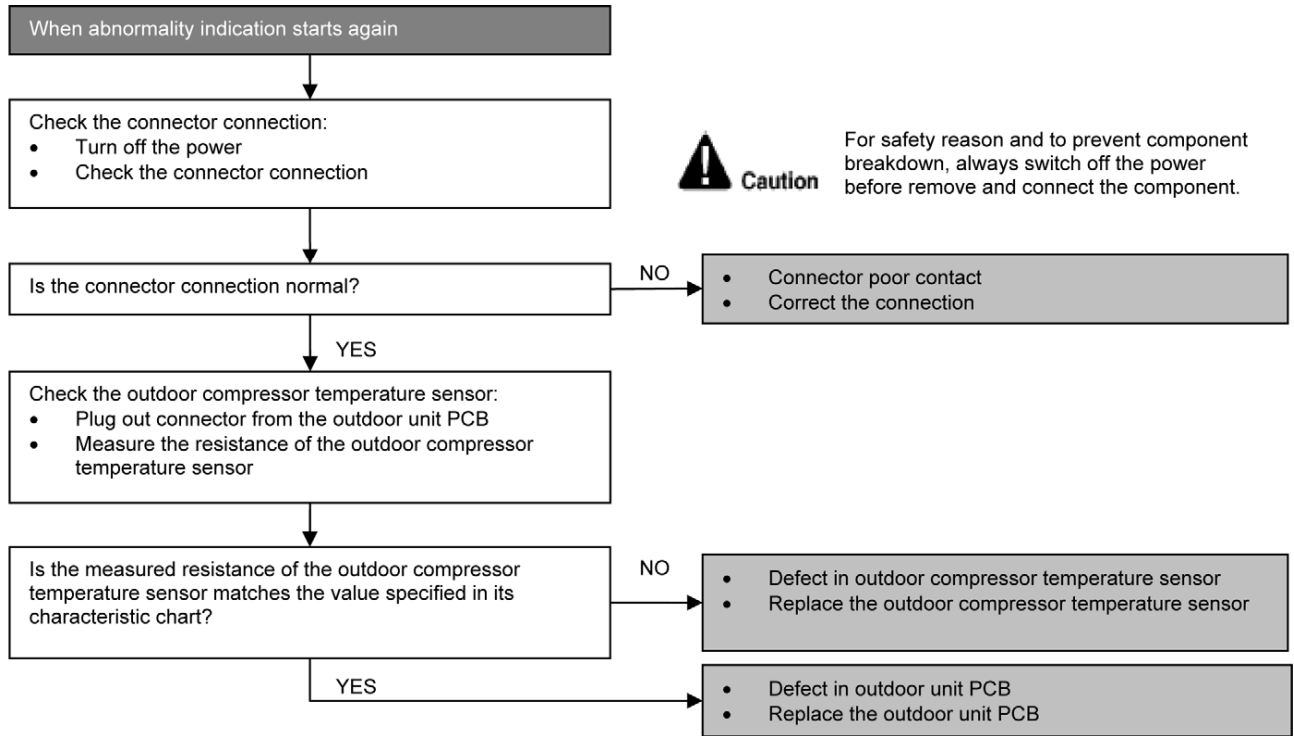 When abnormality indication starts again
Check the connector connection:
• Turn off the power
• Check the connector connection
Caution
For safety reason and to prevent component
breakdown, always switch off the power
before remove and connect the component.
Is the connector connection normal?
NO
• Connector poor contact
• Correct the connection
YES
Check the outdoor compressor temperature sensor:
• Plug out connector from the outdoor unit PCB
• Measure the resistance of the outdoor compressor
temperature sensor
Is the measured resistance of the outdoor compressor
temperature sensor matches the value specified in its
characteristic chart?
NO
• Defect in outdoor compressor temperature sensor
• Replace the outdoor compressor temperature sensor
YES
• Defect in outdoor unit PCB
• Replace the outdoor unit PCB